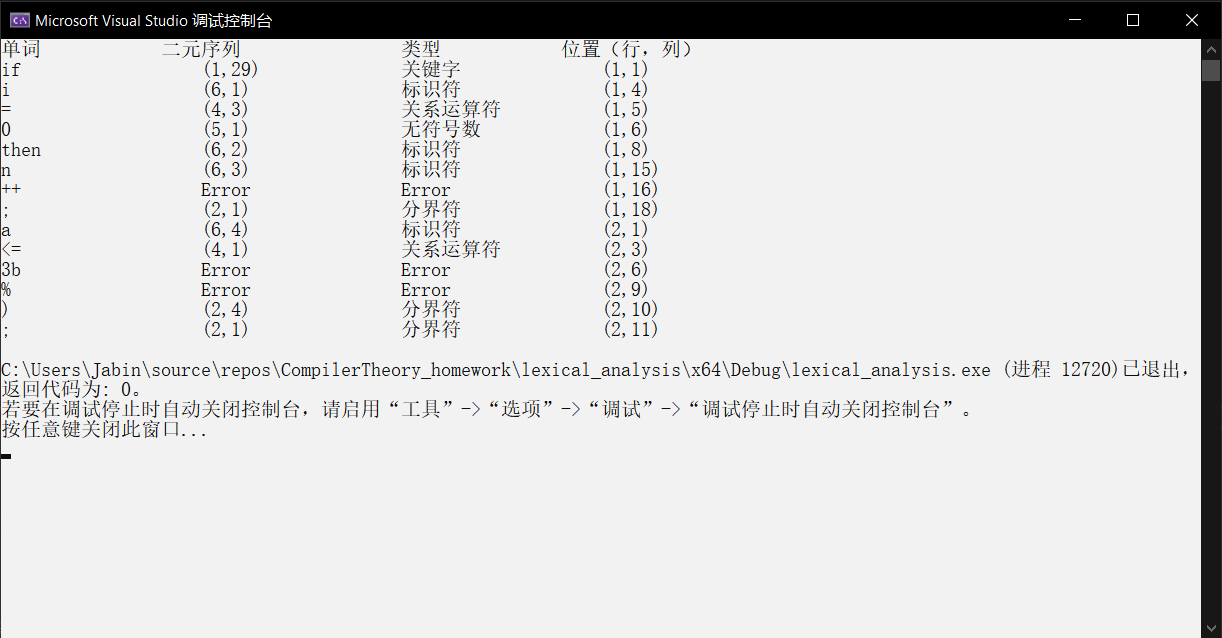 Microsoft Visual Studio 调试控制台
单词 二元序列 类型 位置（行，列）
if (1,29) 关键字 (1,1)
i (6,1) 标识符 (1,4)
= (4,3) 关系运算符 (1,5)
0 (5,1) 无符号数 (1,6)
then (6,2) 标识符 (1,8)
n (6,3) 标识符 (1,15)
++ Error Error (1,16)
; (2,1) 分界符 (1,18)
a (6,4) 标识符 (2,1)
<= (4,1) 关系运算符 (2,3)
3b Error Error (2,6)
% Error Error (2,9)
) (2,4) 分界符 (2,10)
; (2,1) 分界符 (2,11)
C:\Users\Jabin\source\repos\CompilerTheory_homework\lexical_analysis\x64\Debug\lexical_analysis.exe (进程 12720)已退出，
返回代码为: 0。
若要在调试停止时自动关闭控制台，请启用“工具”->“选项”->“调试”->“调试停止时自动关闭控制台”。
按任意键关闭此窗口...